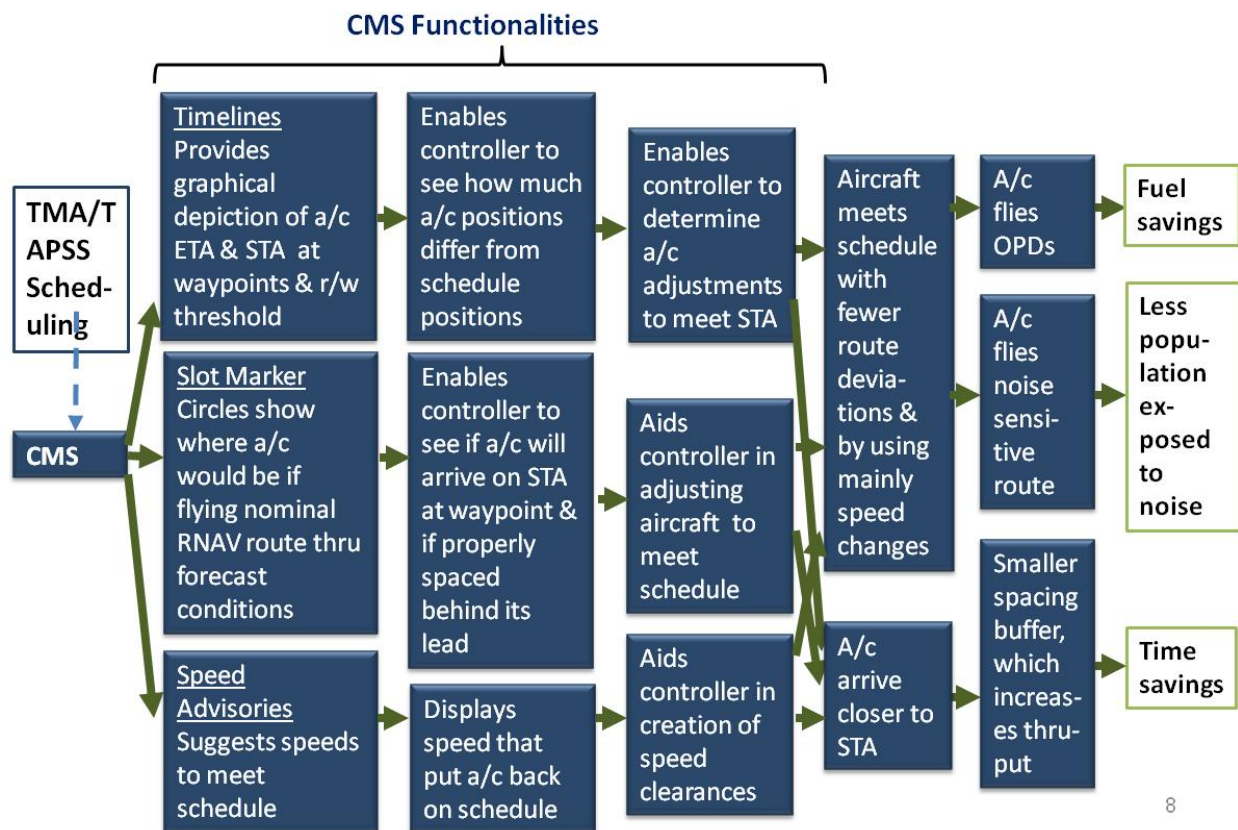 CMS Functionalities
TMA/T
APSS
Sched-
uling
CMS
Timelines
Provides
graphical
depiction of a/c
ETA & STA at
waypoints & r/w
threshold
Enables
controller to
see how much
a/c positions
differ from
schedule
positions
Enables
controller to
determine
a/c
adjustments
to meet STA
Slot Marker
Circles show
where a/c
would be if
flying nominal
RNAV route thru
forecast
conditions
Enables
controller to
see if a/c will
arrive on STA
at waypoint &
if properly
spaced
behind its
lead
Aids
controller in
adjusting
aircraft to
meet
schedule
Speed
Advisories
Suggests speeds
to meet
schedule
Displays
speed that
put a/c back
on schedule
Aids
controller in
creation of
speed
clearances
Aircraft
meets
schedule
with
fewer
route
devia-
tions &
by using
mainly
speed
changes
A/c
arrive
closer to
STA
A/c
flies
OPDs
A/c
flies
noise
sensi-
tive
route
Smaller
spacing
buffer,
which
increas-
es thru-
put
Fuel
savings
Less
popu-
lation
ex-
posed
to
noise
Time
savings
8